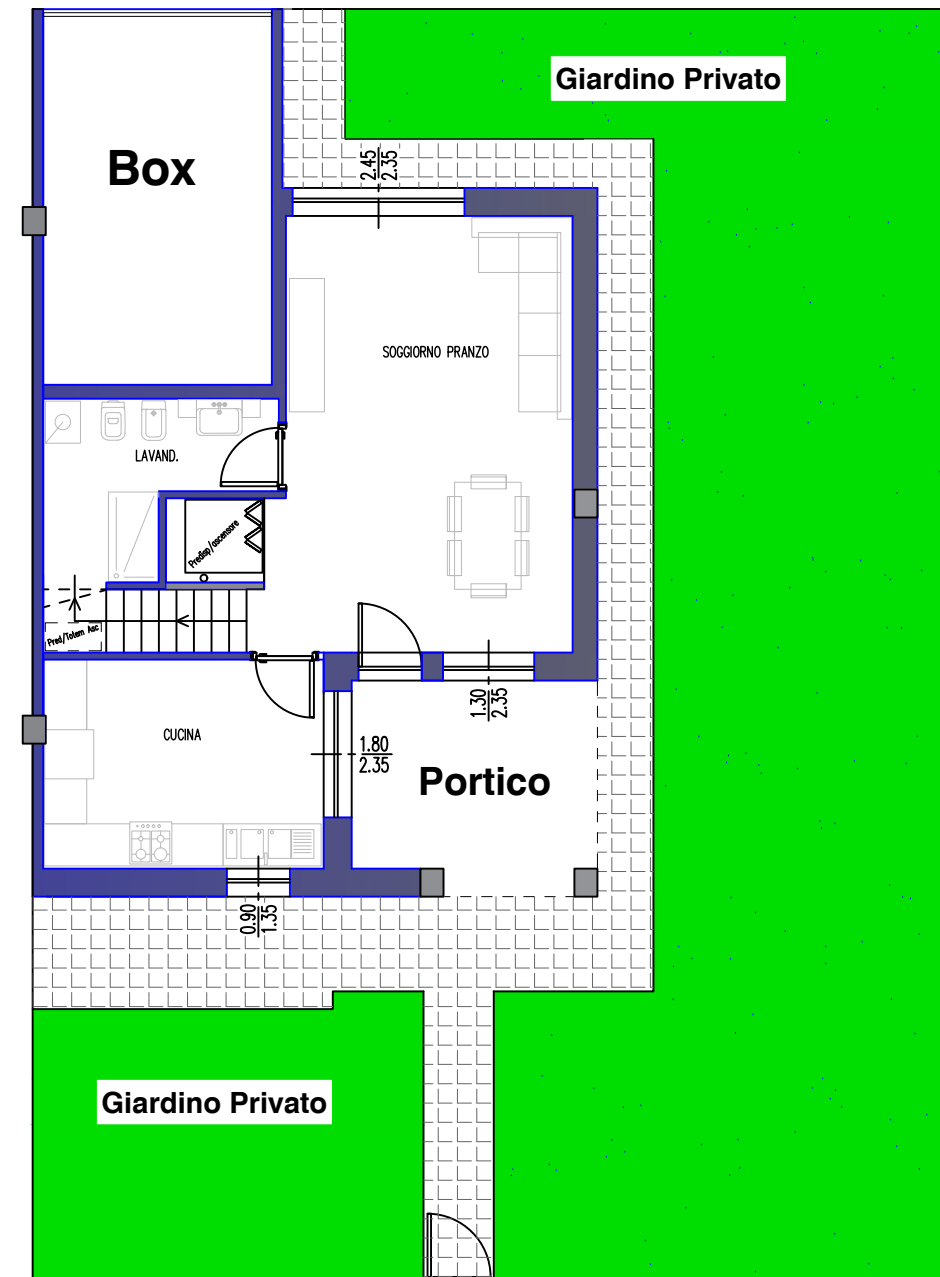 Giardino Privato
Box
2.45
2.35
SOGGIORNO PRANZO
LAVAND.
Predisp/ascensore
Pred/Totem Asc
CUCINA
1.30
2.35
1.80
2.35
Portico
0.90
1.35
Giardino Privato